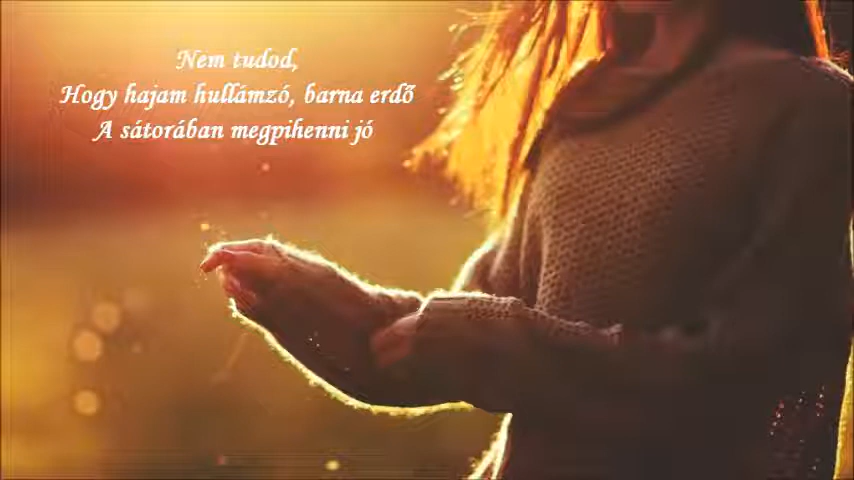 Nem tudod,
Hogy hajam hullámzó, barna erdő
A sátorában megpihenni jó